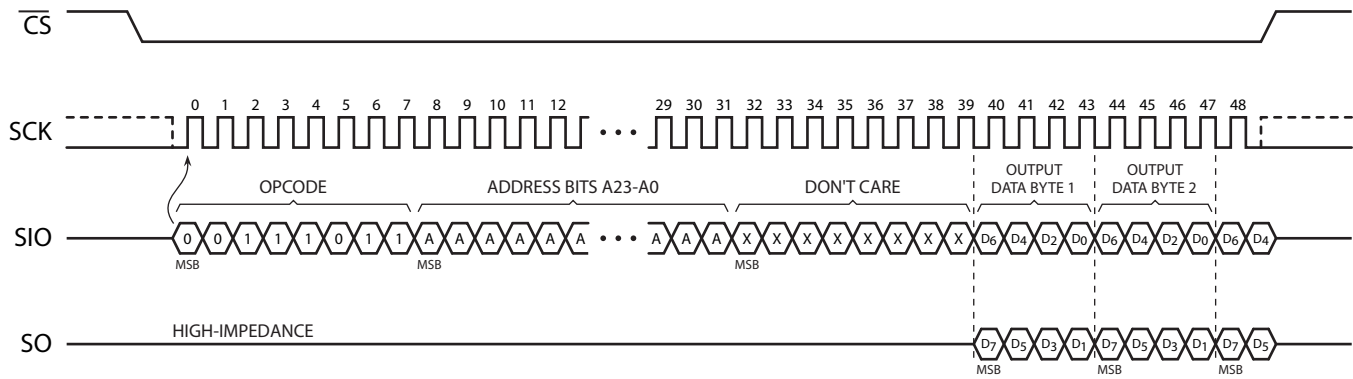 CS
0 1 2 3 4 5 6 7 8 9 10 11 12 29 30 31 32 33 34 35 36 37 38 39 40 41 42 43 44 45 46 47 48
SCK
OPCODE ADDRESS BITS A23-A0 DON'T CARE OUTPUT DATA BYTE 1 OUTPUT DATA BYTE 2
SIO 0 0 1 1 1 0 1 1 A A A A A A A A A X X X X X X X X D6 D4 D2 D0 D6 D4 D2 D0 D6 D4
MSB MSB MSB
HIGH-IMPEDANCE
SO D7 D5 D3 D1 D7 D5 D3 D1 D7 D5
MSB MSB MSB